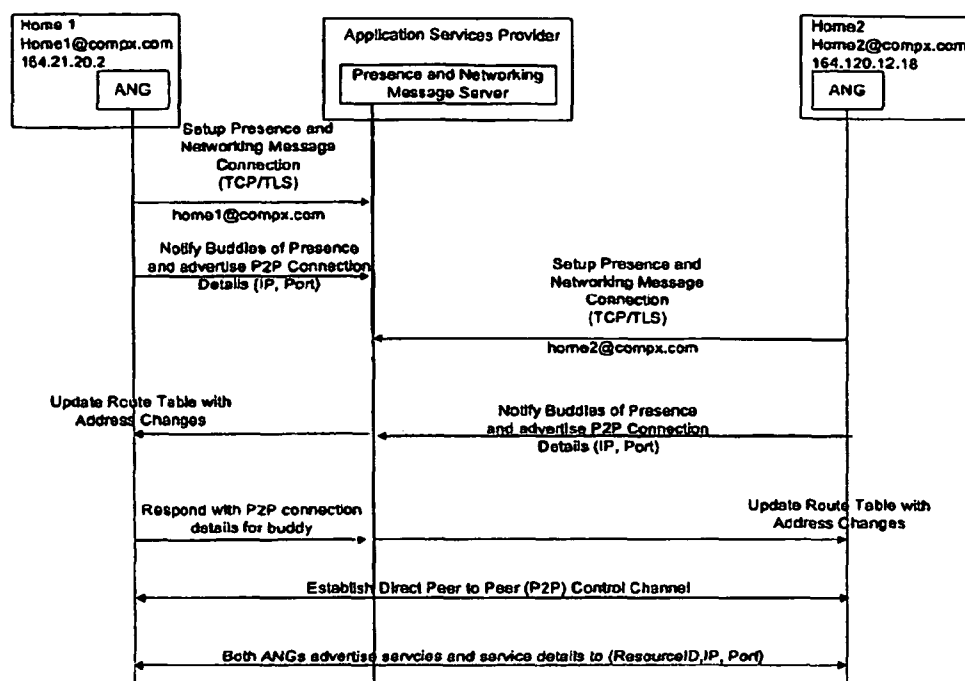 Home 1
Home1@compx.com
164.21.20.2
ANG
Application Services Provider
Presence and Networking
Message Server
Home2
Home2@compx.com
164.120.12.18
ANG
Setup Presence and
Networking Message
Connection
(TCP/TLS)
home1@compx.com
Notify Buddies of Presence
and advertise P2P Connection
Details (IP, Port)
Setup Presence and
Networking Message
Connection
(TCP/TLS)
home2@compx.com
Update Route Table with
Address Changes
Notify Buddies of Presence
and advertise P2P Connection
Details (IP, Port)
Respond with P2P connection
details for buddy
Update Route Table with
Address Changes
Establish Direct Peer to Peer (P2P) Control Channel
Both ANGs advertise servcies and service details to (ResourceID,IP, Port)